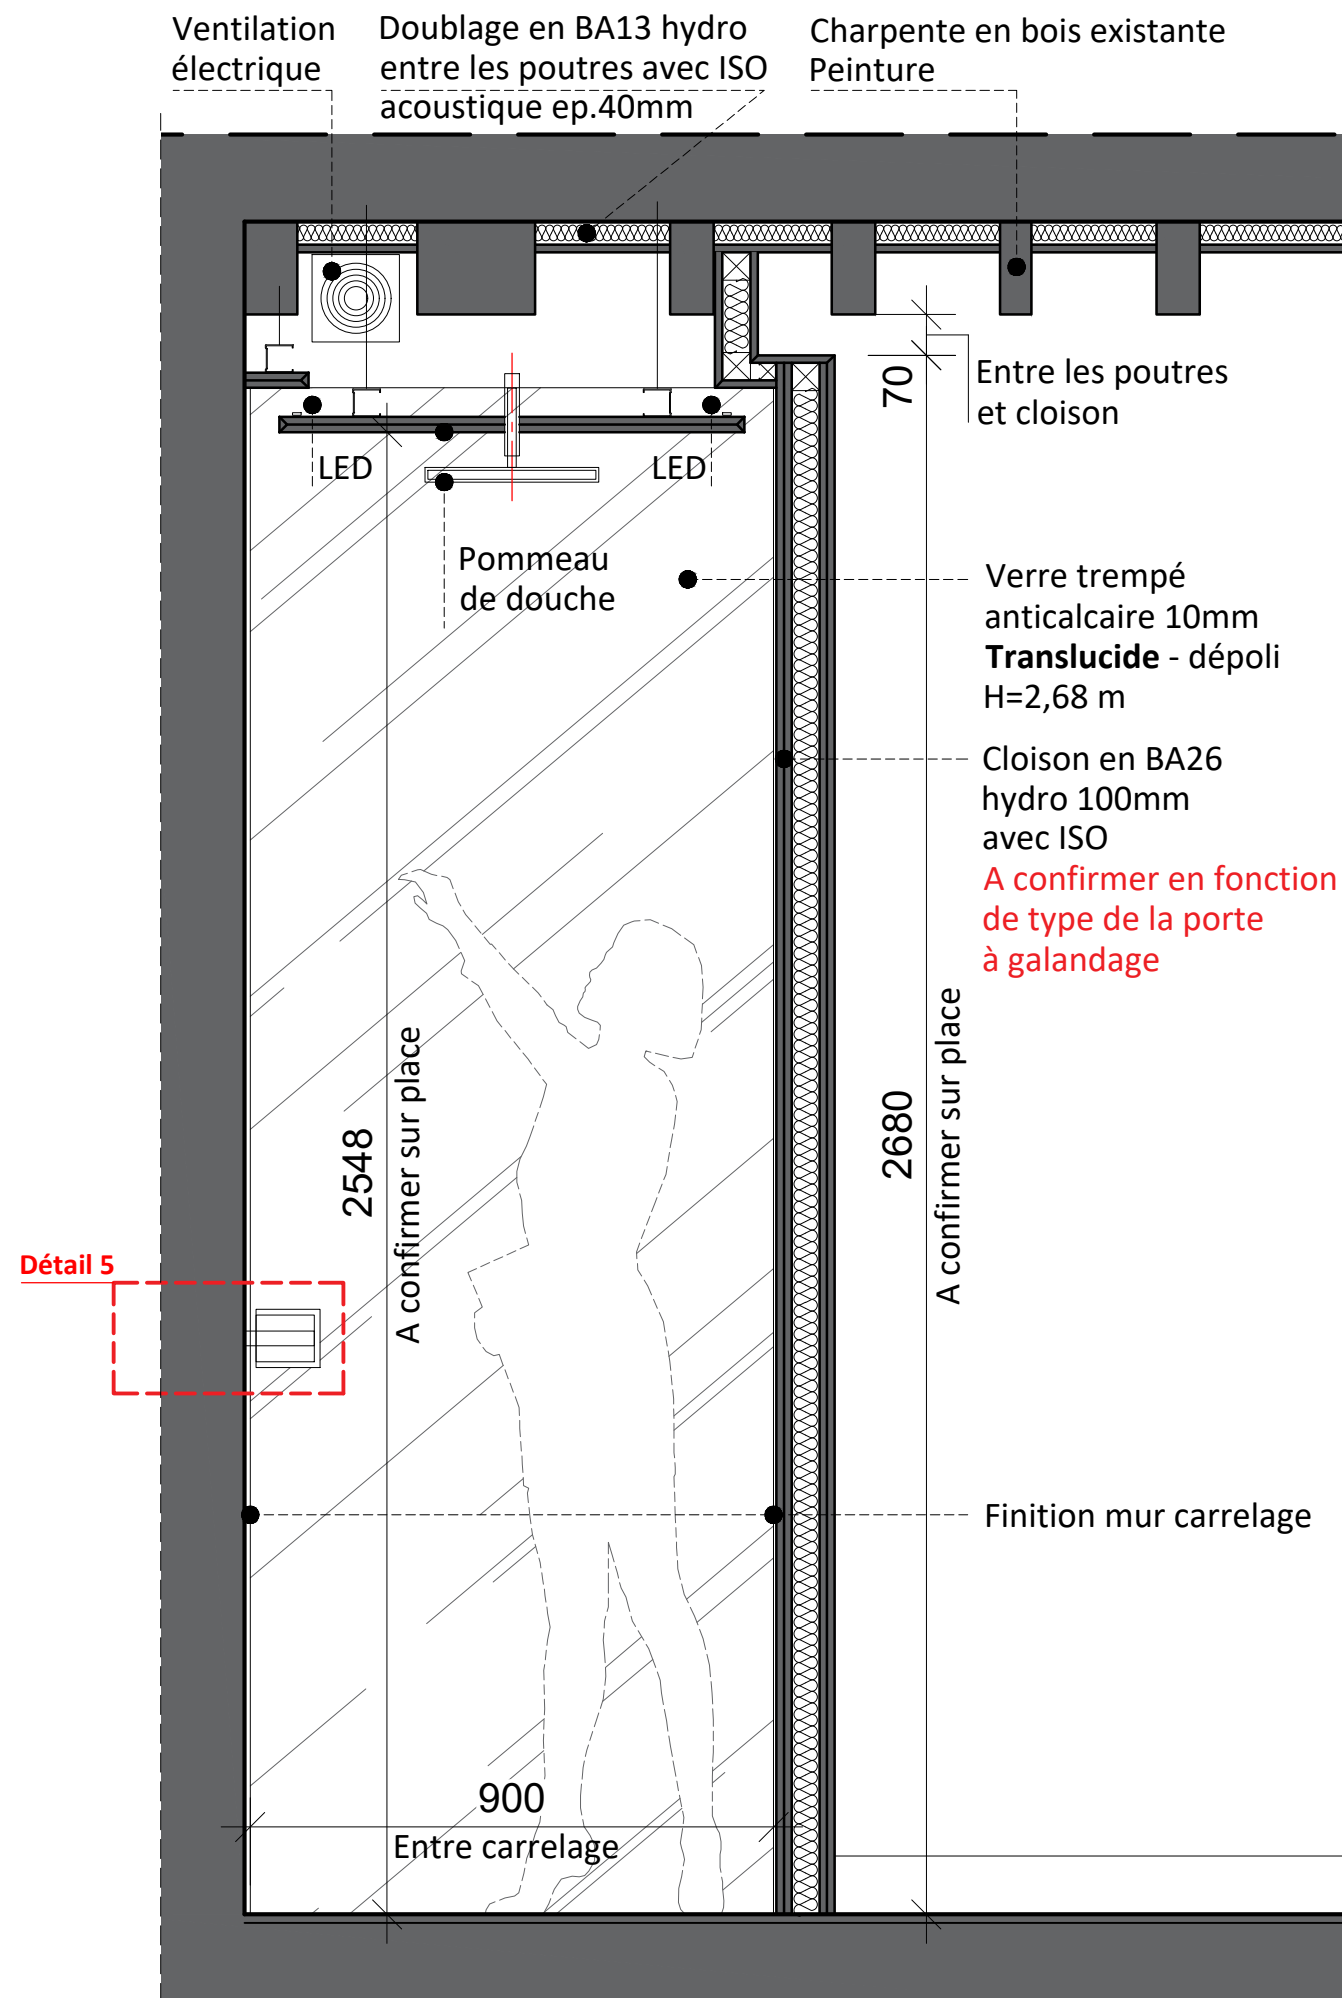 Ventilation
électrique
Doublage en BA13 hydro
entre les poutres avec ISO
acoustique ep.40mm
Charpente en bois existante
Peinture
70
Entre les poutres
et cloison
LED
LED
Pommeau
de douche
Verre trempé
anticalcaire 10mm
Translucide - dépoli
H=2,68 m
Cloison en BA26
hydro 100mm
avec ISO
A confirmer en fonction
de type de la porte
à galandage
2548
A confirmer sur place
2680
A confirmer sur place
Détail 5
Finition mur carrelage
900
Entre carrelage